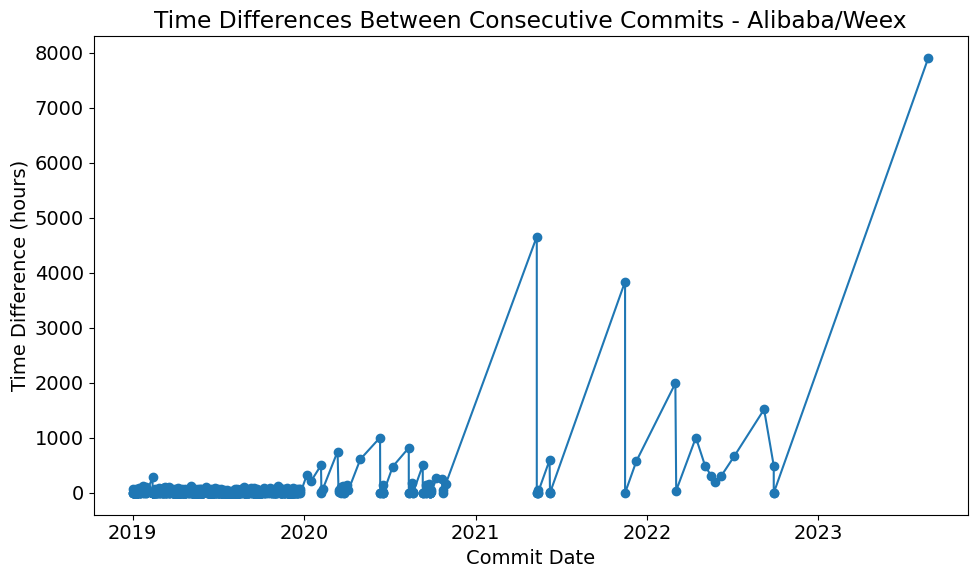 Time Differences Between Consecutive Commits - Alibaba/Weex
8000
7000
6000
5000
4000
3000
2000
1000
0
Time Difference (hours)
2019 2020 2021 2022 2023
Commit Date